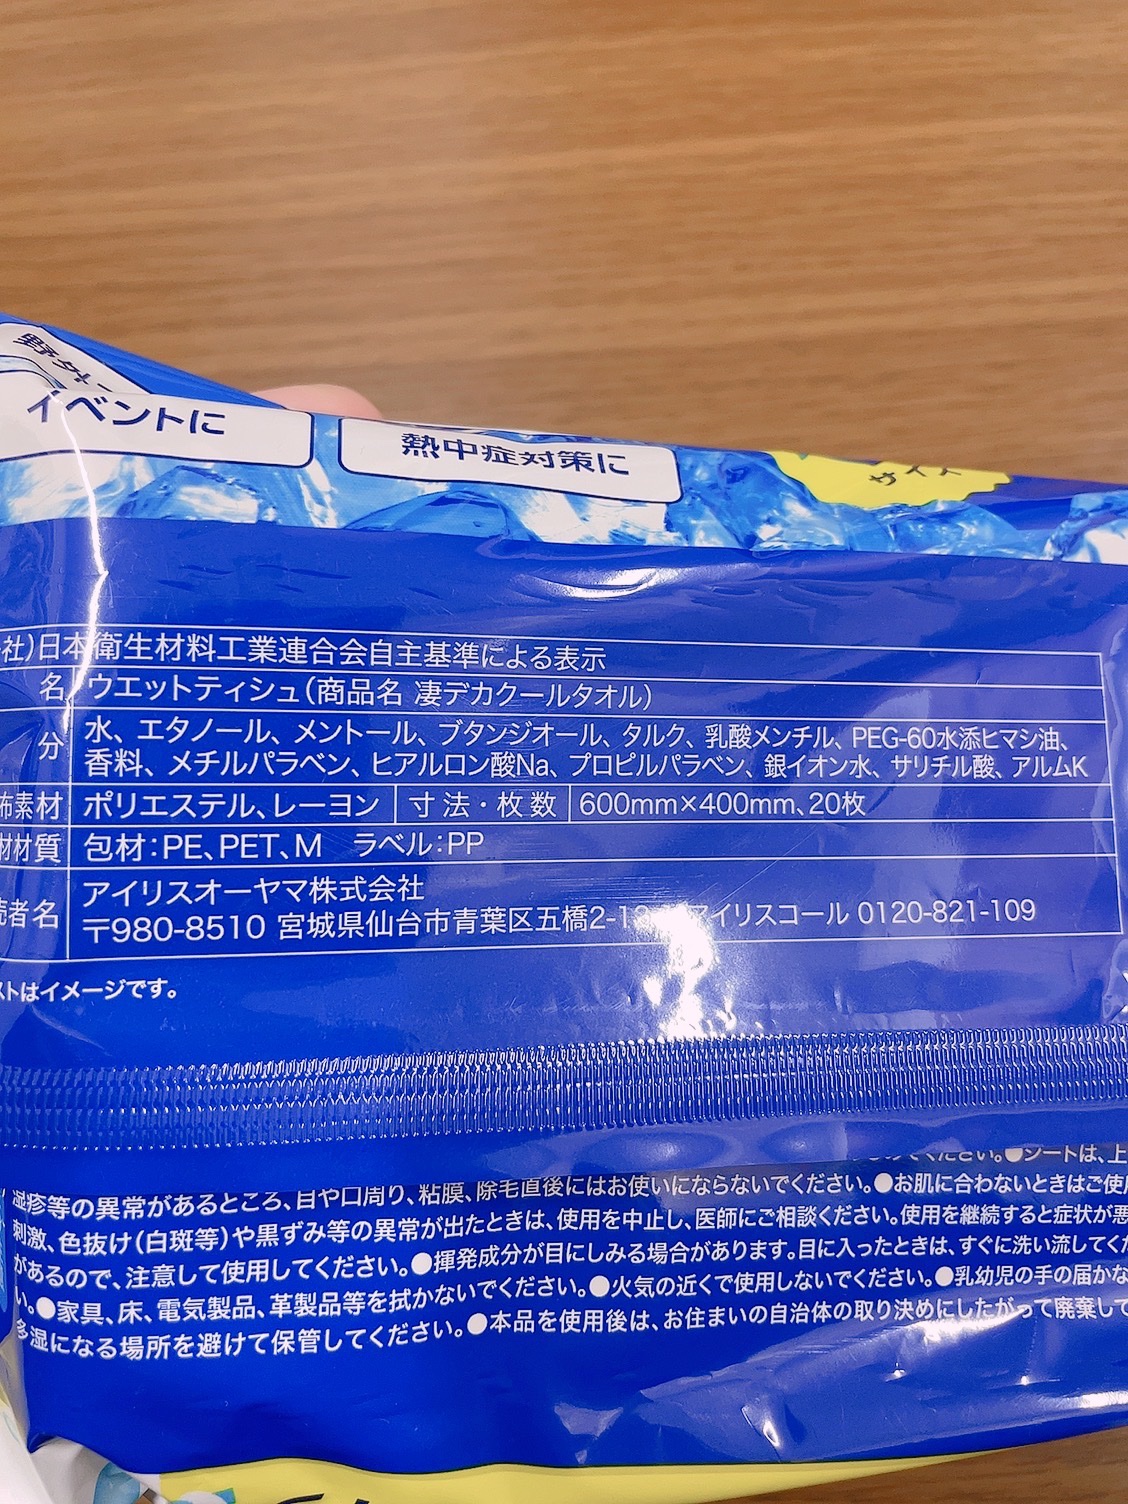 野外
イベントに
熱中症対策に
サイズ
社)日本衛生材料工業連合会自主基準による表示
名 ウエットティシュ(商品名 凄デカクールタオル)
分 水、エタノール、メントール、ブタンジオール、タルク、乳酸メンチル、PEG-60水添ヒマシ油、
香料、メチルパラベン、ヒアルロン酸Na、プロピルパラベン、銀イオン水、サリチル酸、アルムK
布素材 ポリエステル、レーヨン 寸法・枚数 600mm×400mm、20枚
材材質 包材:PE、PET、M ラベル:PP
者名 アイリスオーヤマ株式会社
〒980-8510 宮城県仙台市青葉区五橋2-1 アイリスコール 0120-821-109
ストはイメージです。
ください。●シートは、上
湿疹等の異常があるところ、目や口周り、粘膜、除毛直後にはお使いにならないでください。●お肌に合わないときはご使
刺激、色抜け(白斑等)や黒ずみ等の異常が出たときは、使用を中止し、医師にご相談ください。使用を継続すると症状が悪
があるので、注意して使用してください。●揮発成分が目にしみる場合があります。目に入ったときは、すぐに洗い流してくだ
い。●家具、床、電気製品、革製品等を拭かないでください。●火気の近くで使用しないでください。●乳幼児の手の届かな
多湿になる場所を避けて保管してください。●本品を使用後は、お住まいの自治体の取り決めにしたがって廃棄して